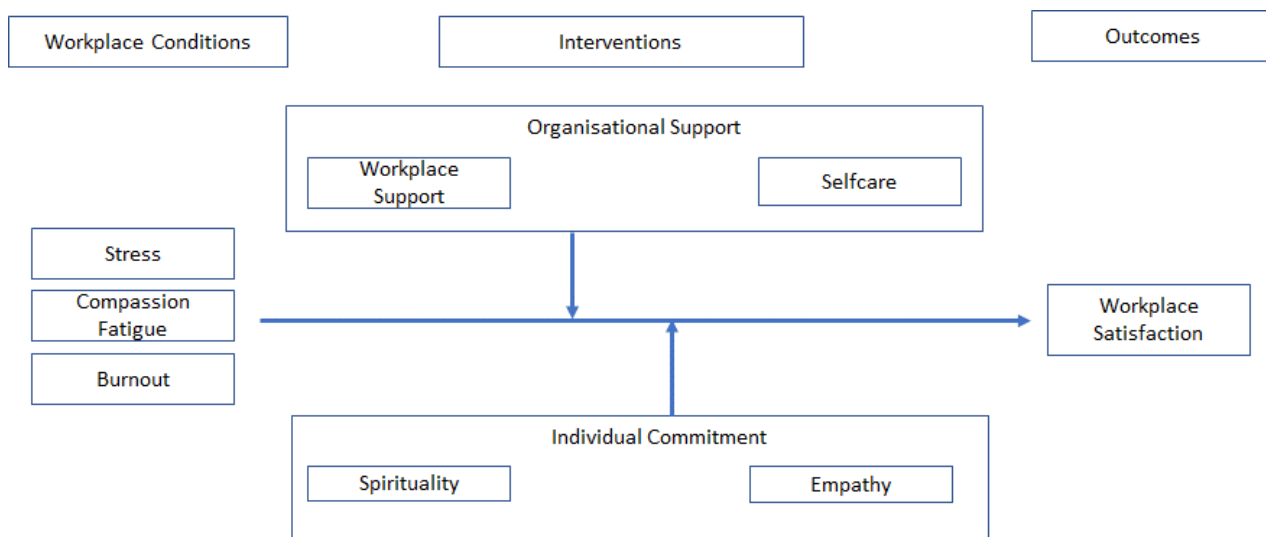 Workplace Conditions
Interventions
Outcomes
Organisational Support
Workplace
Support
Selfcare
Stress
Compassion
Fatigue
Burnout
Workplace
Satisfaction
Individual Commitment
Spirituality
Empathy